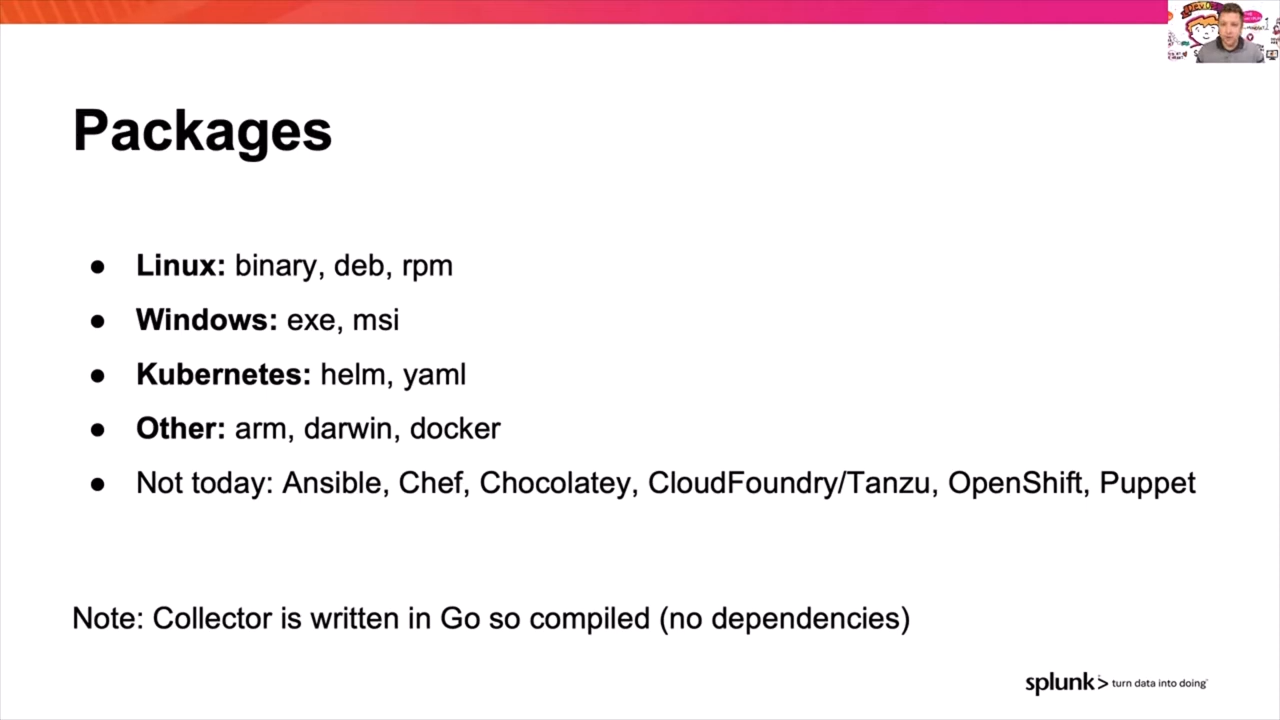 Packages
● Linux: binary, deb, rpm
● Windows: exe, msi
● Kubernetes: helm, yaml
● Other: arm, darwin, docker
● Not today: Ansible, Chef, Chocolatey, CloudFoundry/Tanzu, OpenShift, Puppet
Note: Collector is written in Go so compiled (no dependencies)
splunk> turn data into doing